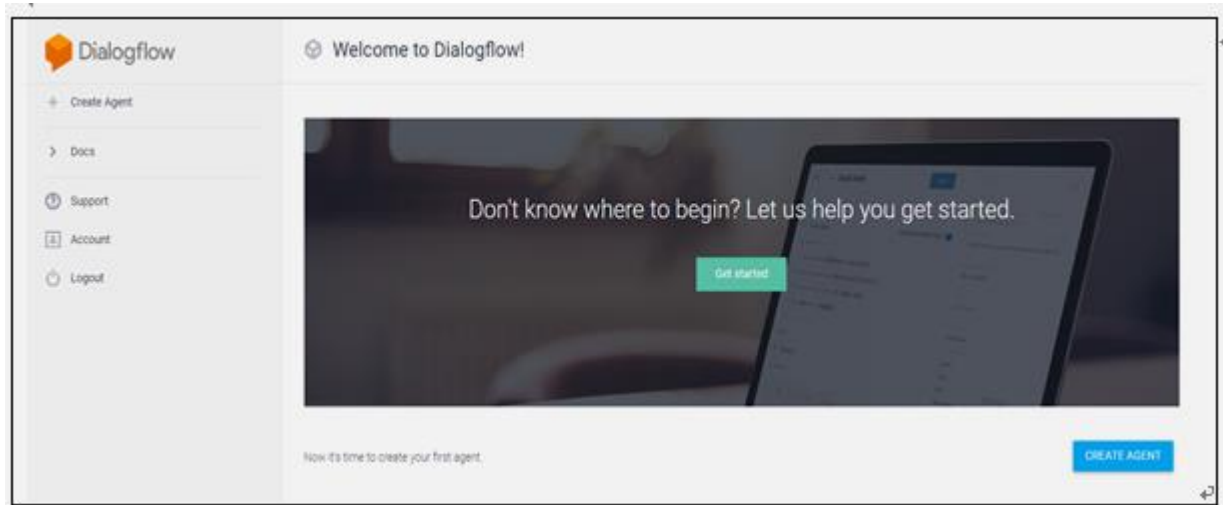 Dialogflow
Welcome to Dialogflow!
Create Agent
Docs
Support
Account
Logout
Don't know where to begin? Let us help you get started.
Get started
Now it's time to create your first agent.
CREATE AGENT